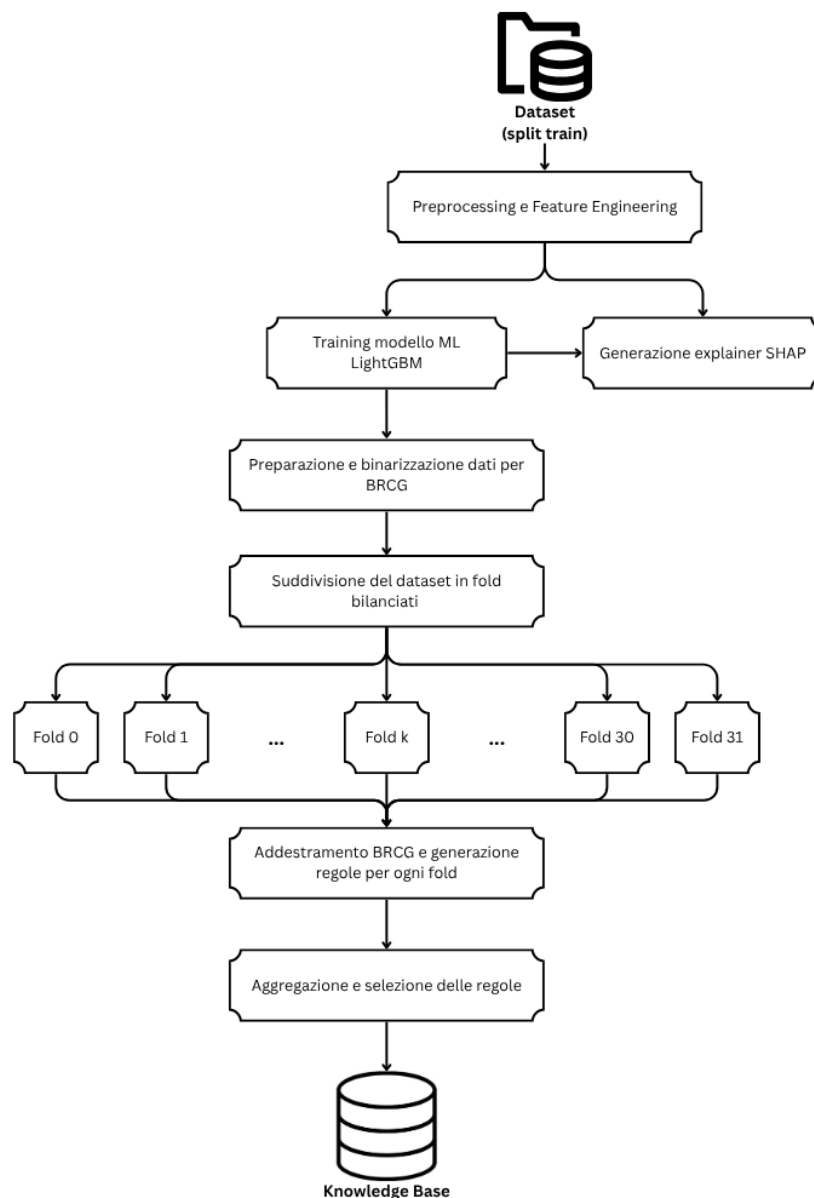 Dataset
(split train)
Preprocessing e Feature Engineering
Training modello ML
LightGBM
Generazione explainer SHAP
Preparazione e binarizzazione dati per
BRCG
Suddivisione del dataset in fold
bilanciati
Fold 0
Fold 1
...
Fold k
...
Fold 30
Fold 31
Addestramento BRCG e generazione
regole per ogni fold
Aggregazione e selezione delle regole
Knowledge Base